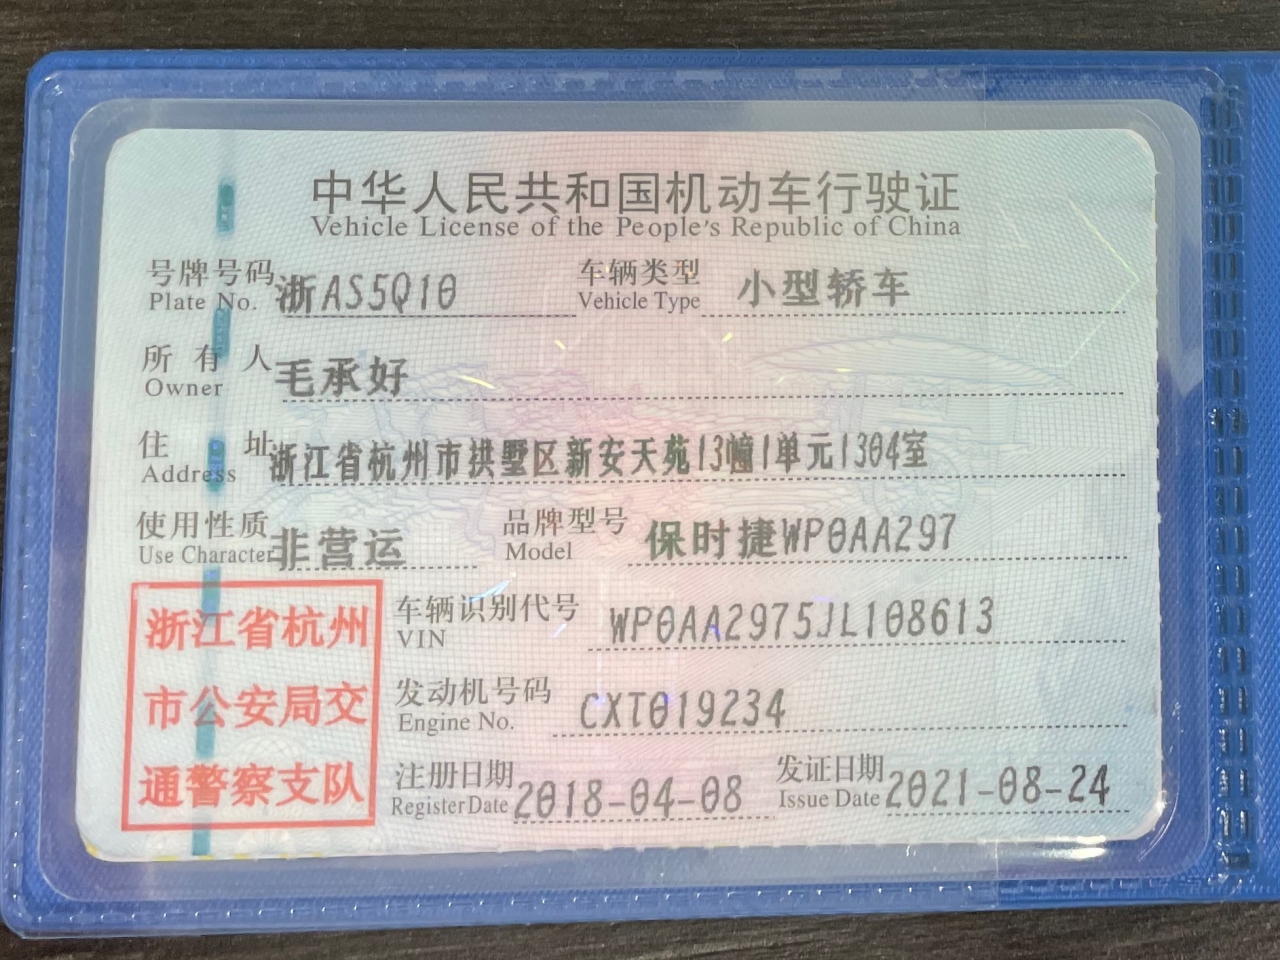 中华人民共和国机动车行驶证
Vehicle License of the People's Republic of China
号牌号码 浙AS5Q10 车辆类型 小型轿车
Plate No. Vehicle Type
所有人 毛承好
Owner
住址 浙江省杭州市拱墅区新安天苑13幢1单元1304室
Address
使用性质 非营运 品牌型号 保时捷WP0AA297
Use Character Model
浙江省杭州
市公安局交
通警察支队
车辆识别代号 WP0AA2975JL108613
VIN
发动机号码 CXT019234
Engine No.
注册日期 2018-04-08 发证日期 2021-08-24
Register Date Issue Date